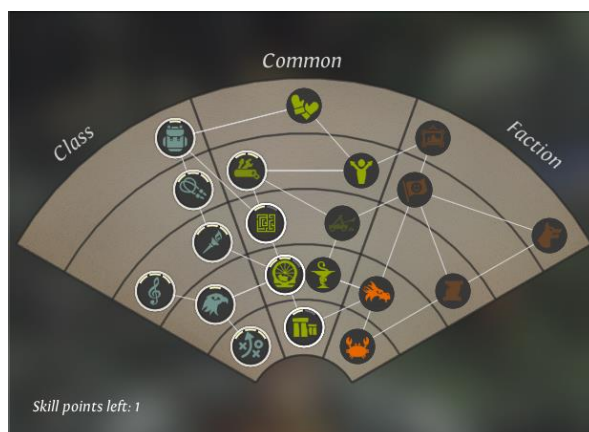 Common
Class
Faction
Skill points left: 1